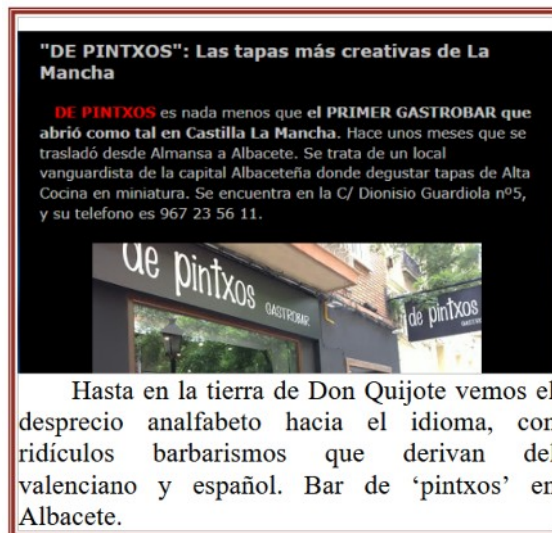 "DE PINTXOS": Las tapas más creativas de La
Mancha
DE PINTXOS es nada menos que el PRIMER GASTROBAR que
abrió como tal en Castilla La Mancha. Hace unos meses que se
trasladó desde Almansa a Albacete. Se trata de un local
vanguardista de la capital Albaceteña donde degustar tapas de Alta
Cocina en miniatura. Se encuentra en la C/ Dionisio Guardiola nº5,
y su telefono es 967 23 56 11.
de pintxos GASTROBAR
de pintxos
GASTROBAR
Hasta en la tierra de Don Quijote vemos el
desprecio analfabeto hacia el idioma, con
ridículos barbarismos que derivan del
valenciano y español. Bar de ‘pintxos’ en
Albacete.